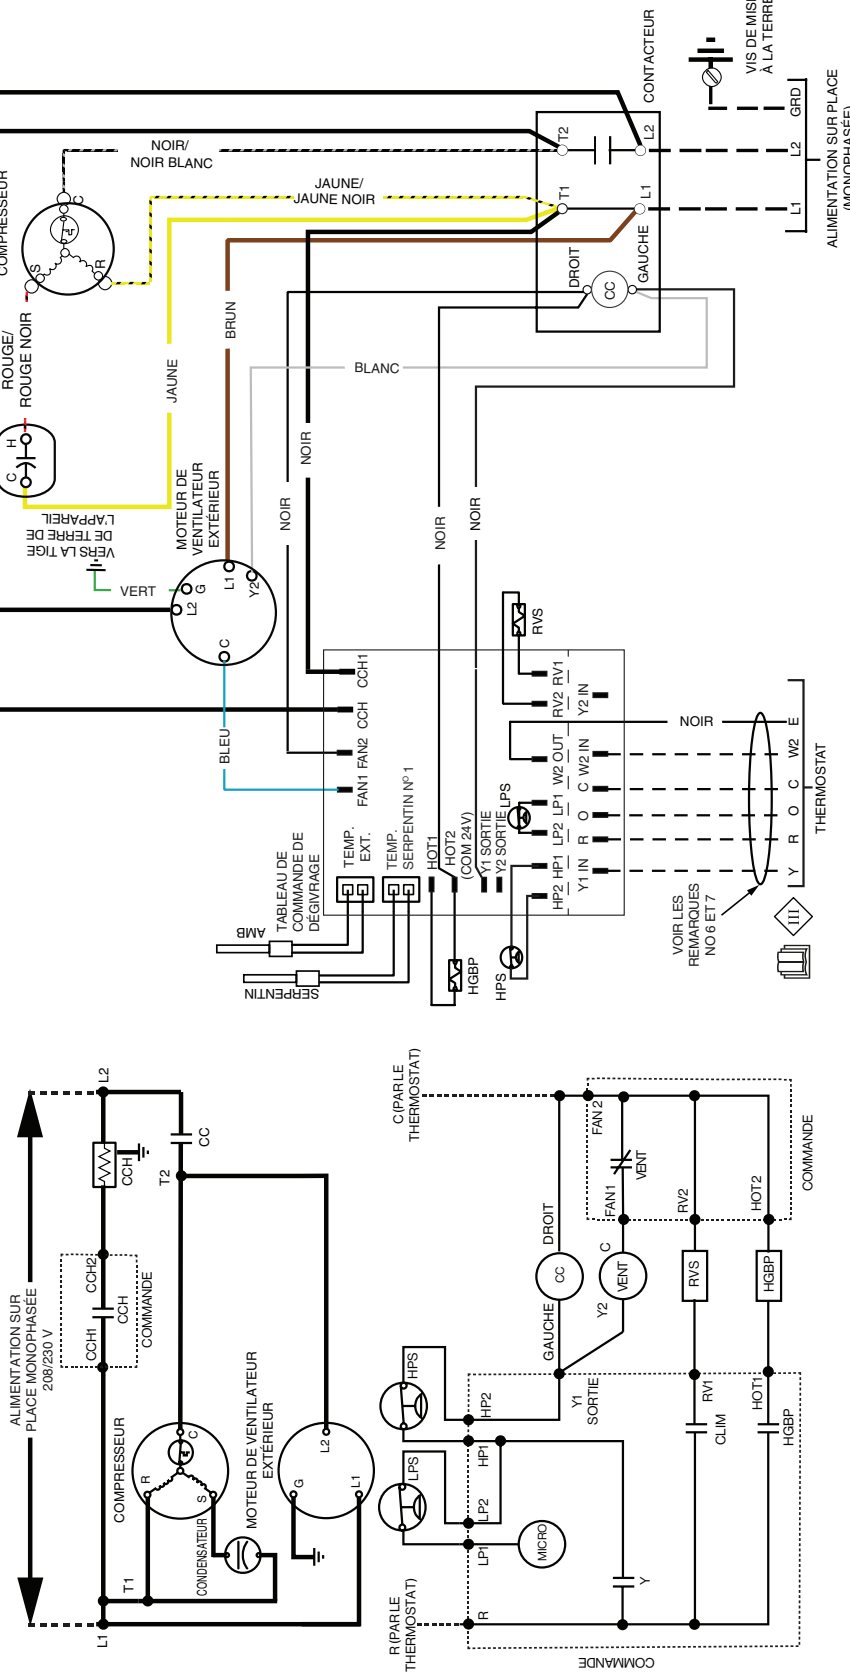 VIS DE MISE
À LA TERRE
CONTACTEUR
GRD
L2
L1
ALIMENTATION SUR PLACE
(MONOPHASÉE)
T2
L2
T1
L1
NOIR/
NOIR BLANC
JAUNE/
JAUNE NOIR
COMPRESSEUR
C
S
R
DROIT
GAUCHE
CC
ROUGE/
ROUGE NOIR
JAUNE
BRUN
BLANC
H
C
NOIR
NOIR
NOIR
NOIR
VERS LA TIGE
DE TERRE DE
L'APPAREIL
MOTEUR DE
VENTILATEUR
EXTÉRIEUR
VERT
G
L1
Y2
L2
C
BLEU
RVS
CCH1
CCH
FAN2
FAN1
RV1
RV2
Y2 IN
W2 OUT
W2 IN
C
LP1
O
LP2
R
HP1
Y1 IN
HP2
LPS
HPS
NOIR
E
W2
C
O
R
Y
THERMOSTAT
TEMP.
EXT.
TEMP.
SERPENTIN Nº 1
HOT1
HOT2
(COM 24V)
Y1 SORTIE
Y2 SORTIE
TABLEAU DE
COMMANDE DE
DÉGIVRAGE
AMB
SERPENTIN
HGBP
VOIR LES
REMARQUES
NO 6 ET 7
III
L2
CCH
CC
T2
ALIMENTATION SUR
PLACE MONOPHASÉE
208/230 V
CCH2
CCH
CCH1
COMMANDE
COMPRESSEUR
R
C
S
MOTEUR DE VENTILATEUR
EXTÉRIEUR
G
L2
L1
CONDENSATEUR
T1
L1
C (PAR LE
THERMOSTAT)
FAN 2
VENT
FAN1
RV2
HOT2
COMMANDE
DROIT
CC
GAUCHE
C
VENT
Y2
RVS
HGBP
HPS
HP2
Y1
SORTIE
RV1
CLIM
HOT1
HGBP
LPS
HP1
LP2
LP1
MICRO
Y
R
R (PAR LE
THERMOSTAT)
COMMANDE